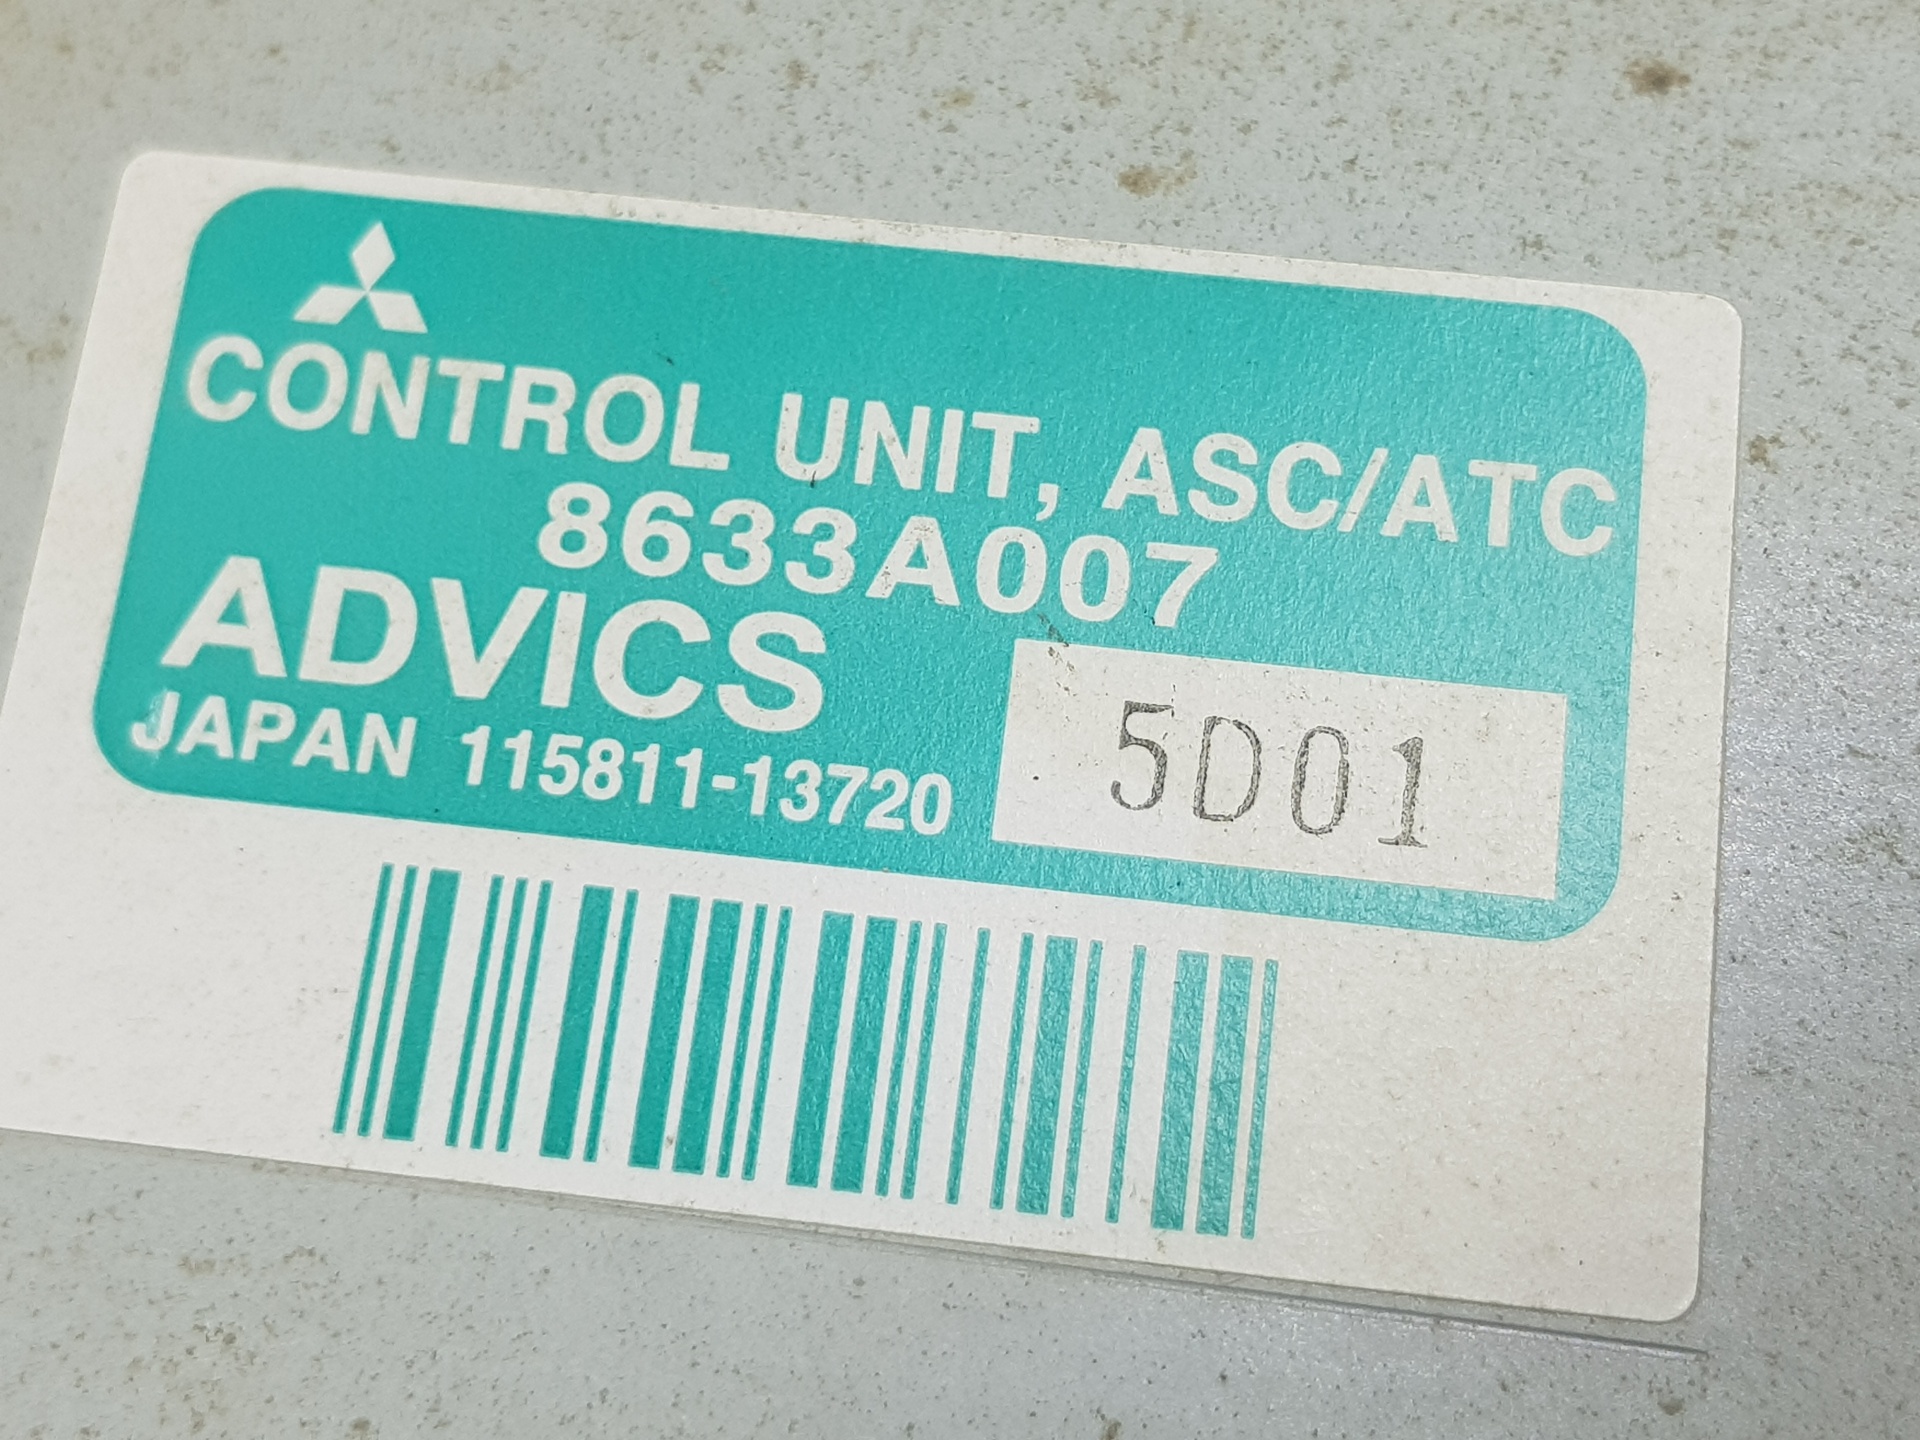 CONTROL UNIT, ASC/ATC
8633A007
ADVICS
JAPAN 115811-13720
5D01